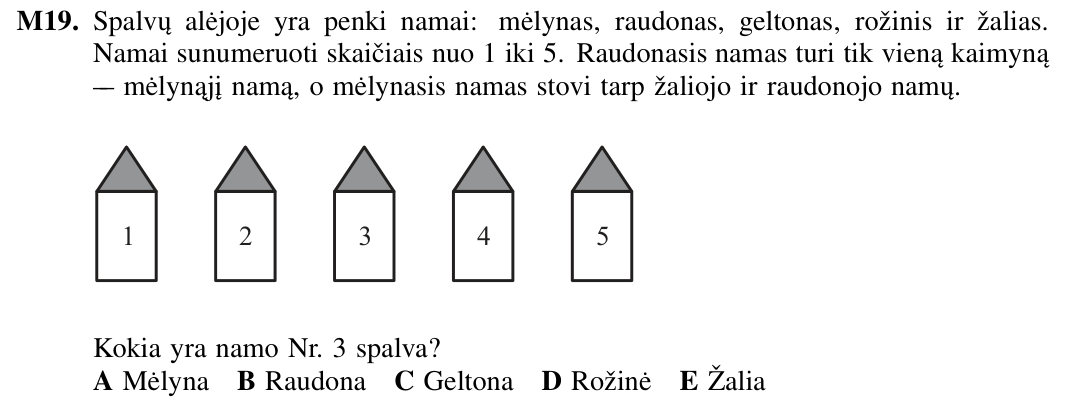 M19. Spalvų alėjoje yra penki namai: mėlynas, raudonas, geltonas, rožinis ir žalias.
Namai sunumeruoti skaičiais nuo 1 iki 5. Raudonasis namas turi tik vieną kaimyną
— mėlynąjį namą, o mėlynasis namas stovi tarp žaliojo ir raudonojo namų.
1 2 3 4 5
Kokia yra namo Nr. 3 spalva?
A Mėlyna B Raudona C Geltona D Rožinė E Žalia